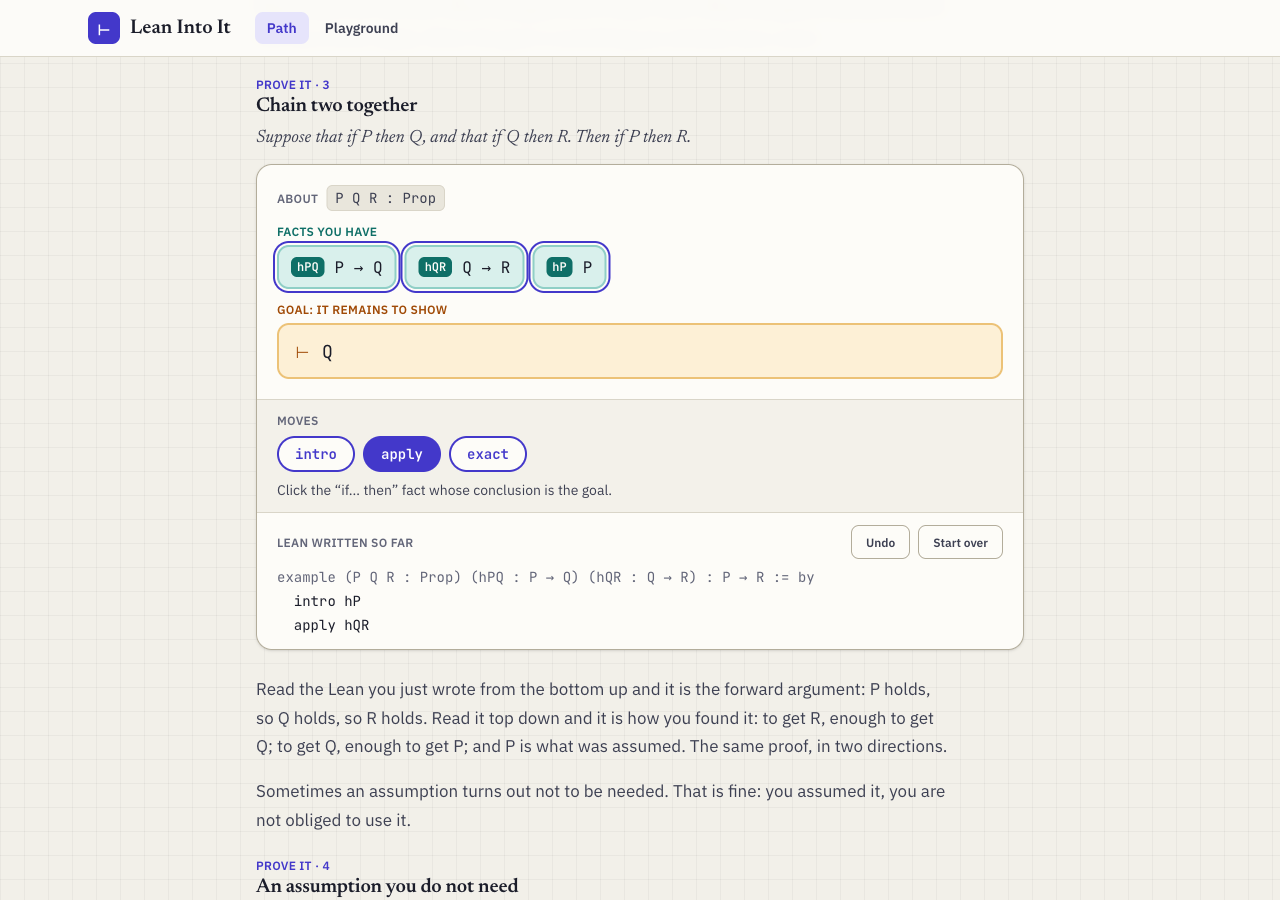 ⊢ Lean Into It Path Playground
PROVE IT · 3
Chain two together
Suppose that if P then Q, and that if Q then R. Then if P then R.
ABOUT P Q R : Prop
FACTS YOU HAVE
hPQ P → Q hQR Q → R hP P
GOAL: IT REMAINS TO SHOW
⊢ Q
MOVES
intro apply exact
Click the “if… then” fact whose conclusion is the goal.
LEAN WRITTEN SO FAR Undo Start over
example (P Q R : Prop) (hPQ : P → Q) (hQR : Q → R) : P → R := by
intro hP
apply hQR
Read the Lean you just wrote from the bottom up and it is the forward argument: P holds,
so Q holds, so R holds. Read it top down and it is how you found it: to get R, enough to get
Q; to get Q, enough to get P; and P is what was assumed. The same proof, in two directions.
Sometimes an assumption turns out not to be needed. That is fine: you assumed it, you are
not obliged to use it.
PROVE IT · 4
An assumption you do not need